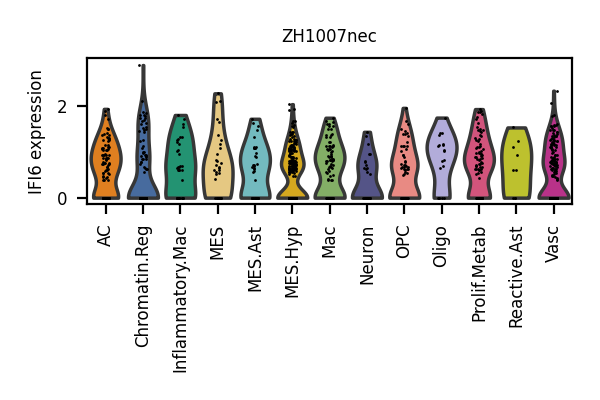 ZH1007nec
IFI6 expression
2
0
AC
Chromatin.Reg
Inflammatory.Mac
MES
MES.Ast
MES.Hyp
Mac
Neuron
OPC
Oligo
Prolif.Metab
Reactive.Ast
Vasc